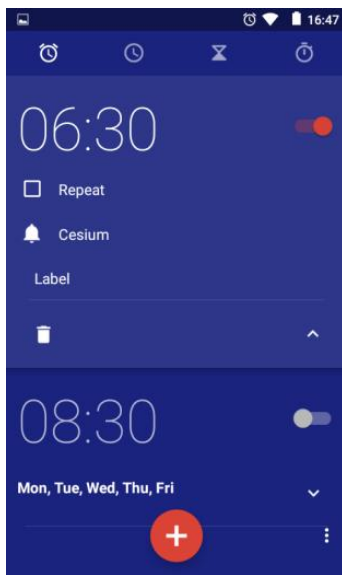 16:47
06:30
Repeat
Cesium
Label
08:30
Mon, Tue, Wed, Thu, Fri